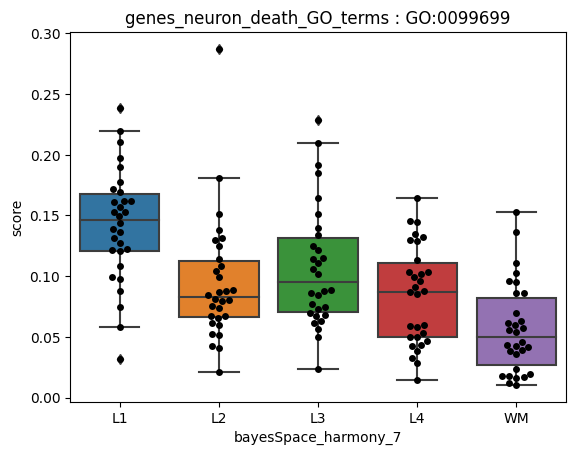 genes_neuron_death_GO_terms : GO:0099699
0.30
0.25
0.20
0.15
0.10
0.05
0.00
score
L1 L2 L3 L4 WM
bayesSpace_harmony_7